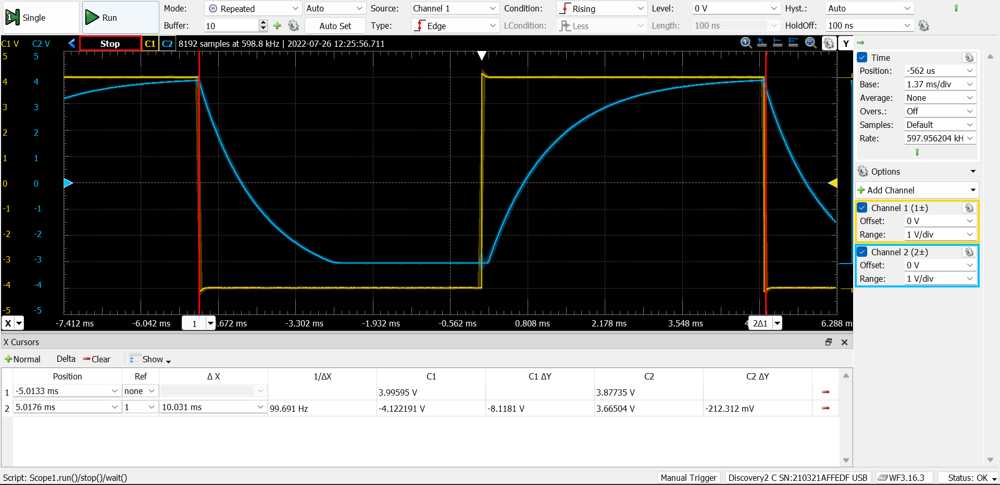 Single Run Mode: Repeated Auto Source: Channel 1 Condition: Rising Level: 0 V Hyst.: Auto
Buffer: 10 Auto Set Type: Edge LCondition: Less Length: 100 ns HoldOff: 100 ns
C1 V C2 V Stop C1 C2 8192 samples at 598.8 kHz | 2022-07-26 12:25:56.711 Y
5 5
4 4
3 3
2 2
1 1
0 0
-1 -1
-2 -2
-3 -3
-4 -4
-5 -5
X -7.412 ms -6.042 ms 1 .672 ms -3.302 ms -1.932 ms -0.562 ms 0.808 ms 2.178 ms 3.548 ms 4 2Δ1 6.288 ms
Time
Position: -562 us
Base: 1.37 ms/div
Average: None
Overs.: Off
Samples: Default
Rate: 597.956204 kH
Options
Add Channel
Channel 1 (1±)
Offset: 0 V
Range: 1 V/div
Channel 2 (2±)
Offset: 0 V
Range: 1 V/div
X Cursors
Normal Delta Clear Show
Position Ref Δ X 1/ΔX C1 C1 ΔY C2 C2 ΔY
1 -5.0133 ms none 3.99595 V 3.87735 V
2 5.0176 ms 1 10.031 ms 99.691 Hz -4.122191 V -8.1181 V 3.66504 V -212.312 mV
Script: Scope1.run()/stop()/wait() Manual Trigger Discovery2 C SN:210321AFFEDF USB WF3.16.3 Status: OK